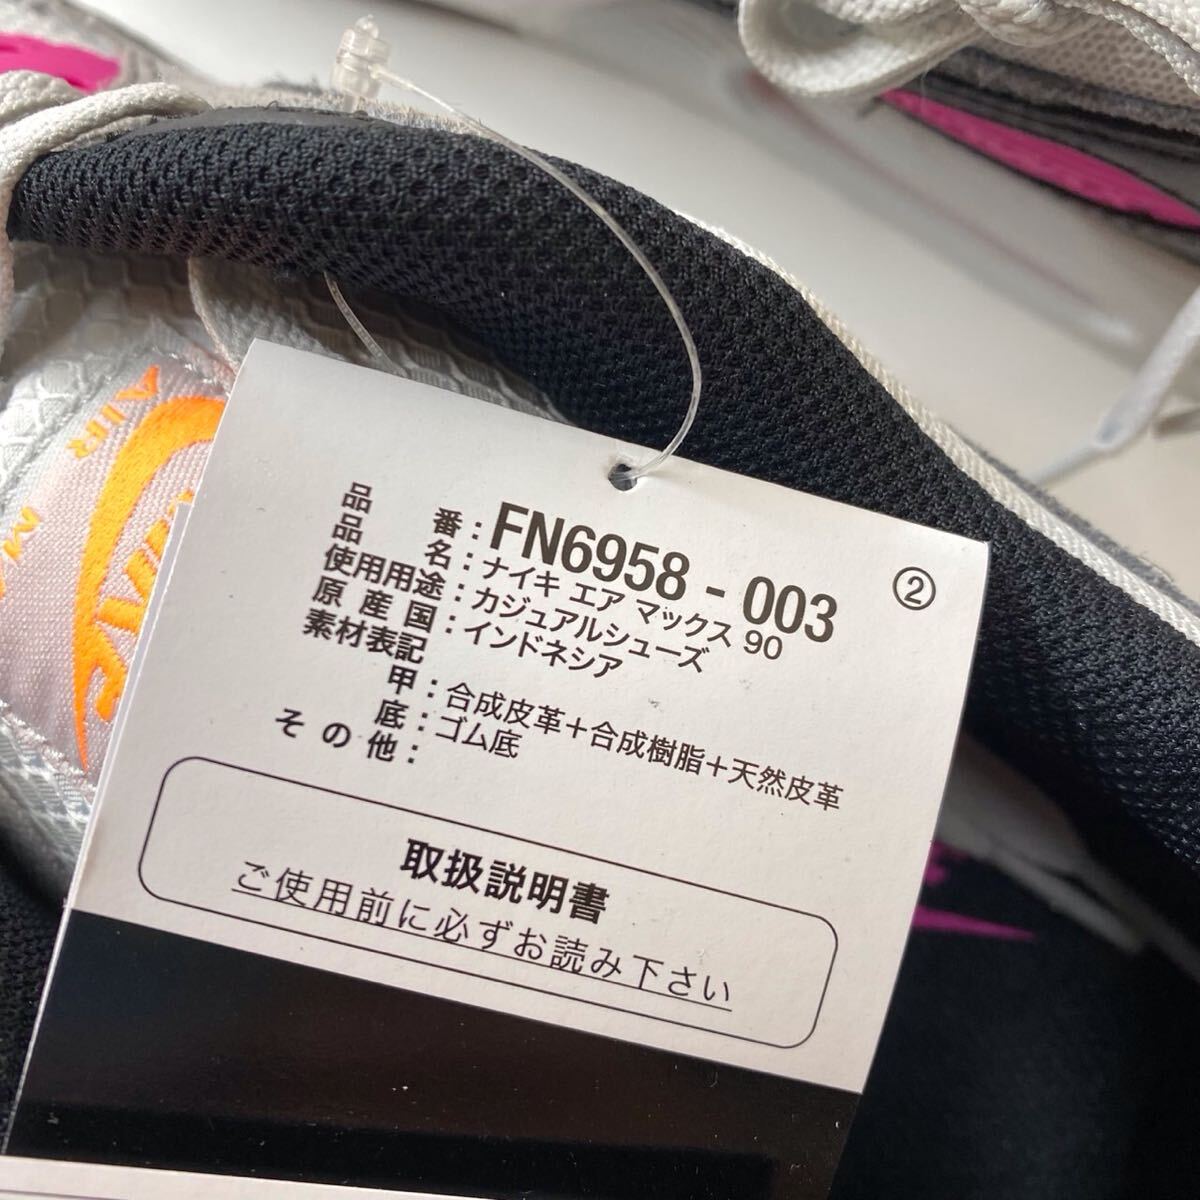 品番:FN6958-003
②
品名:ナイキ エア マックス 90
使用用途:カジュアルシューズ
原産国:インドネシア
素材表記
甲:合成皮革+合成樹脂+天然皮革
底:ゴム底
その他:
取扱説明書
ご使用前に必ずお読み下さい
AIR